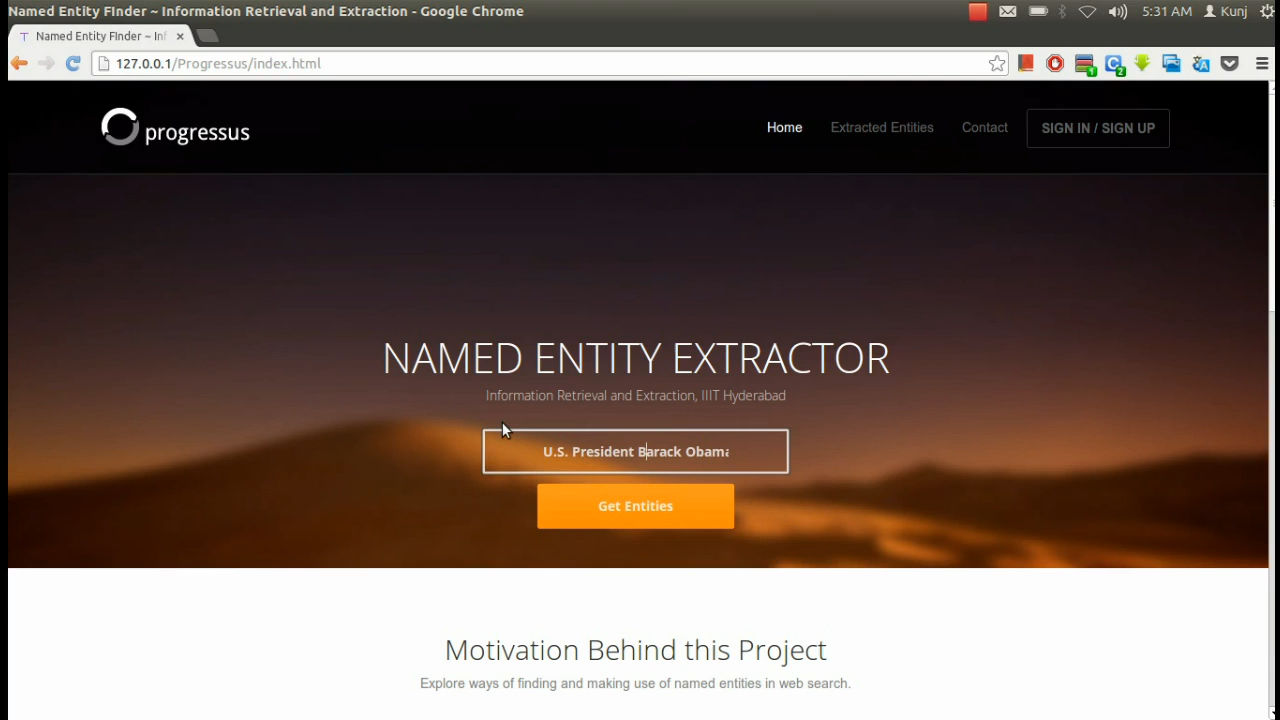 Named Entity FInder ~ Information Retrieval and Extraction - Google Chrome
5:31 AM
Kunj
T Named Entity FInder ~ Inf
127.0.0.1/Progressus/index.html
1
2
progressus
Home
Extracted Entities
Contact
SIGN IN / SIGN UP
NAMED ENTITY EXTRACTOR
Information Retrieval and Extraction, IIIT Hyderabad
U.S. President Barack Obama
Get Entities
Motivation Behind this Project
Explore ways of finding and making use of named entities in web search.